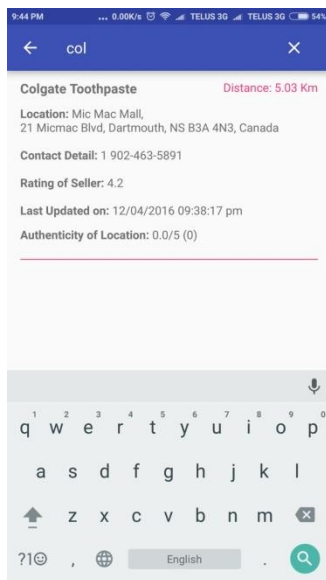 9:44 PM ... 0.00K/s TELUS 3G TELUS 3G 54%
col
Colgate Toothpaste Distance: 5.03 Km
Location: Mic Mac Mall,
21 Micmac Blvd, Dartmouth, NS B3A 4N3, Canada
Contact Detail: 1 902-463-5891
Rating of Seller: 4.2
Last Updated on: 12/04/2016 09:38:17 pm
Authenticity of Location: 0.0/5 (0)
1 2 3 4 5 6 7 8 9 0
q w e r t y u i o p
a s d f g h j k l
z x c v b n m
?1☺ , English .